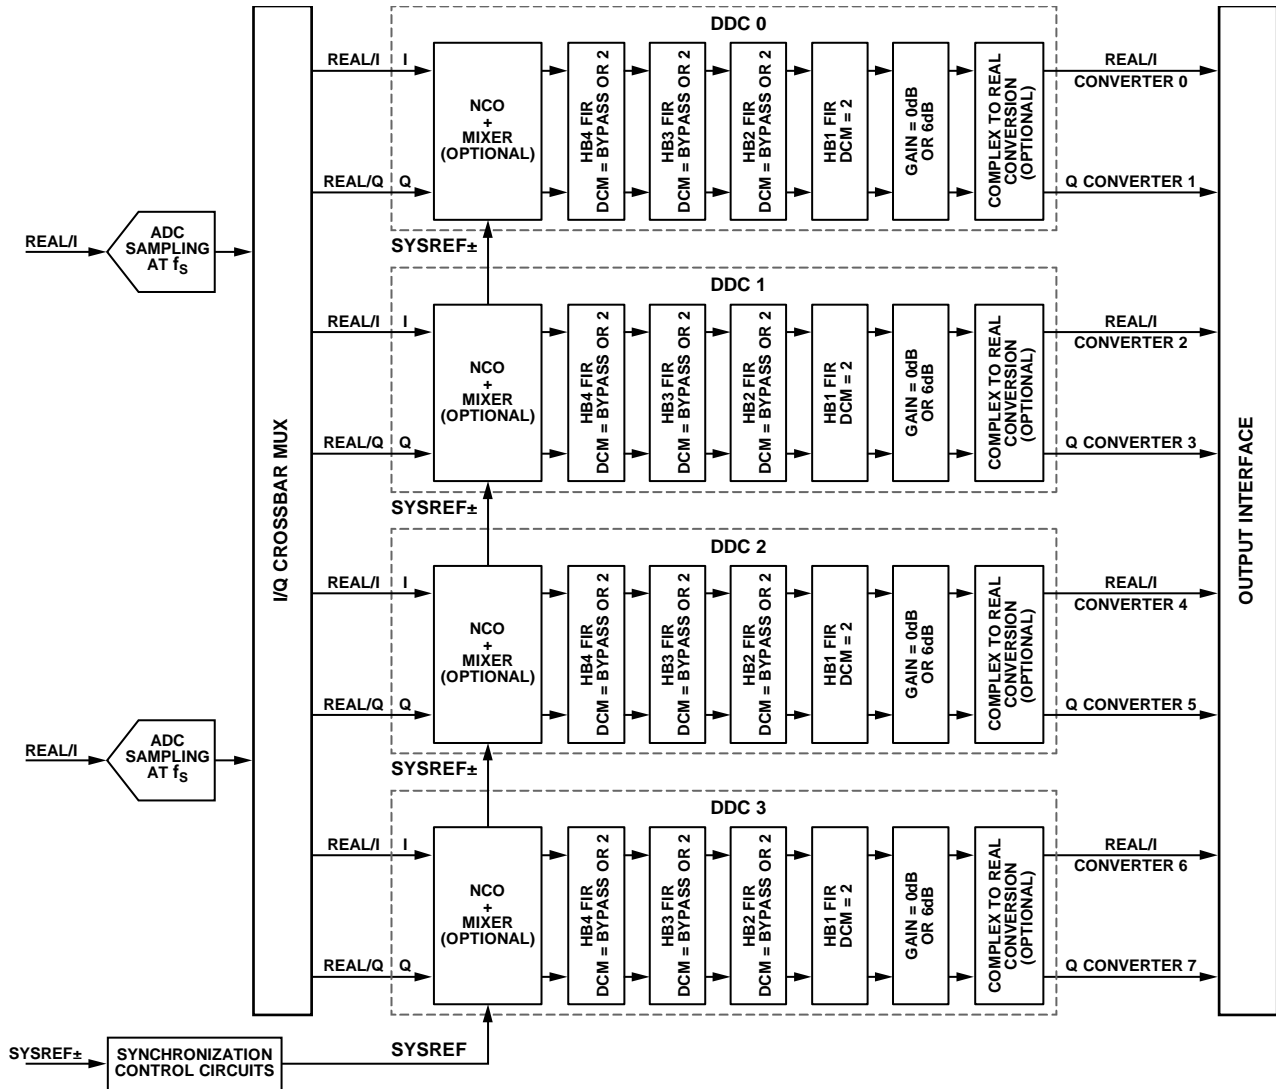 DDC 0
REAL/I I
REAL/Q Q
NCO
+
MIXER
(OPTIONAL)
HB4 FIR
DCM = BYPASS OR 2
HB3 FIR
DCM = BYPASS OR 2
HB2 FIR
DCM = BYPASS OR 2
HB1 FIR
DCM = 2
GAIN = 0dB
OR 6dB
COMPLEX TO REAL
CONVERSION
(OPTIONAL)
REAL/I
CONVERTER 0
Q CONVERTER 1
SYSREF±
REAL/I
ADC
SAMPLING
AT fS
I/Q CROSSBAR MUX
DDC 1
REAL/I I
REAL/Q Q
NCO
+
MIXER
(OPTIONAL)
HB4 FIR
DCM = BYPASS OR 2
HB3 FIR
DCM = BYPASS OR 2
HB2 FIR
DCM = BYPASS OR 2
HB1 FIR
DCM = 2
GAIN = 0dB
OR 6dB
COMPLEX TO REAL
CONVERSION
(OPTIONAL)
REAL/I
CONVERTER 2
Q CONVERTER 3
SYSREF±
OUTPUT INTERFACE
DDC 2
REAL/I I
REAL/Q Q
NCO
+
MIXER
(OPTIONAL)
HB4 FIR
DCM = BYPASS OR 2
HB3 FIR
DCM = BYPASS OR 2
HB2 FIR
DCM = BYPASS OR 2
HB1 FIR
DCM = 2
GAIN = 0dB
OR 6dB
COMPLEX TO REAL
CONVERSION
(OPTIONAL)
REAL/I
CONVERTER 4
Q CONVERTER 5
REAL/I
ADC
SAMPLING
AT fS
SYSREF±
DDC 3
REAL/I I
REAL/Q Q
NCO
+
MIXER
(OPTIONAL)
HB4 FIR
DCM = BYPASS OR 2
HB3 FIR
DCM = BYPASS OR 2
HB2 FIR
DCM = BYPASS OR 2
HB1 FIR
DCM = 2
GAIN = 0dB
OR 6dB
COMPLEX TO REAL
CONVERSION
(OPTIONAL)
REAL/I
CONVERTER 6
Q CONVERTER 7
SYSREF±
SYNCHRONIZATION
CONTROL CIRCUITS
SYSREF